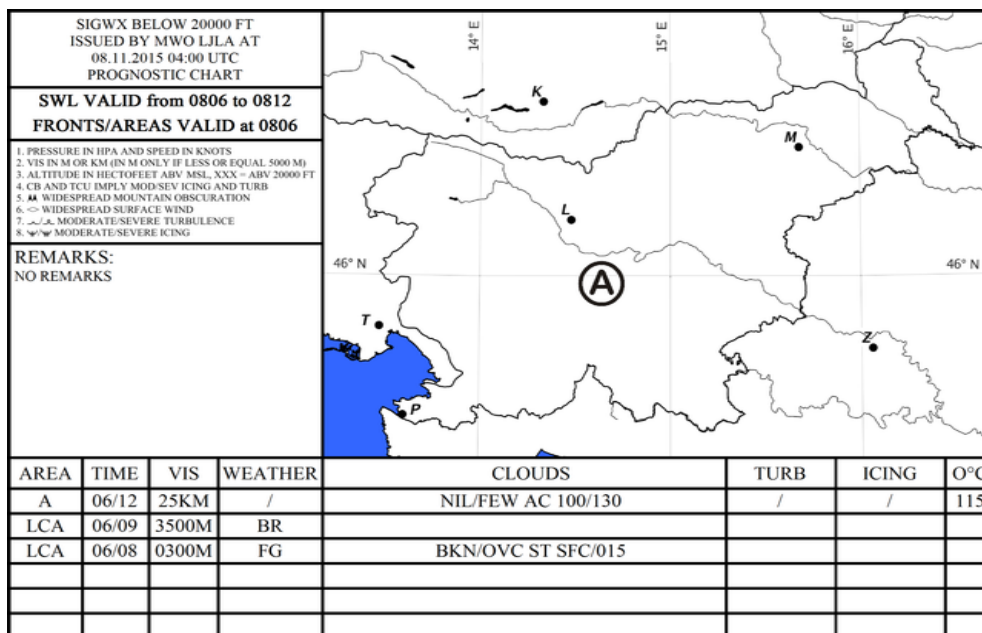 SIGWX BELOW 20000 FT
ISSUED BY MWO LJLA AT
08.11.2015 04:00 UTC
PROGNOSTIC CHART
SWL VALID from 0806 to 0812
FRONTS/AREAS VALID at 0806
1. PRESSURE IN HPA AND SPEED IN KNOTS
2. VIS IN M OR KM (IN M ONLY IF LESS OR EQUAL 5000 M)
3. ALTITUDE IN HECTOFEET ABV MSL, XXX = ABV 20000 FT
4. CB AND TCU IMPLY MOD/SEV ICING AND TURB
5. WIDESPREAD MOUNTAIN OBSCURATION
6. WIDESPREAD SURFACE WIND
7. MODERATE/SEVERE TURBULENCE
8. MODERATE/SEVERE ICING
REMARKS:
NO REMARKS
14° E
15° E
16° E
K
M
L
46° N
46° N
A
T
Z
P
AREA TIME VIS WEATHER CLOUDS TURB ICING O°C
A 06/12 25KM / NIL/FEW AC 100/130 / / 115
LCA 06/09 3500M BR
LCA 06/08 0300M FG BKN/OVC ST SFC/015